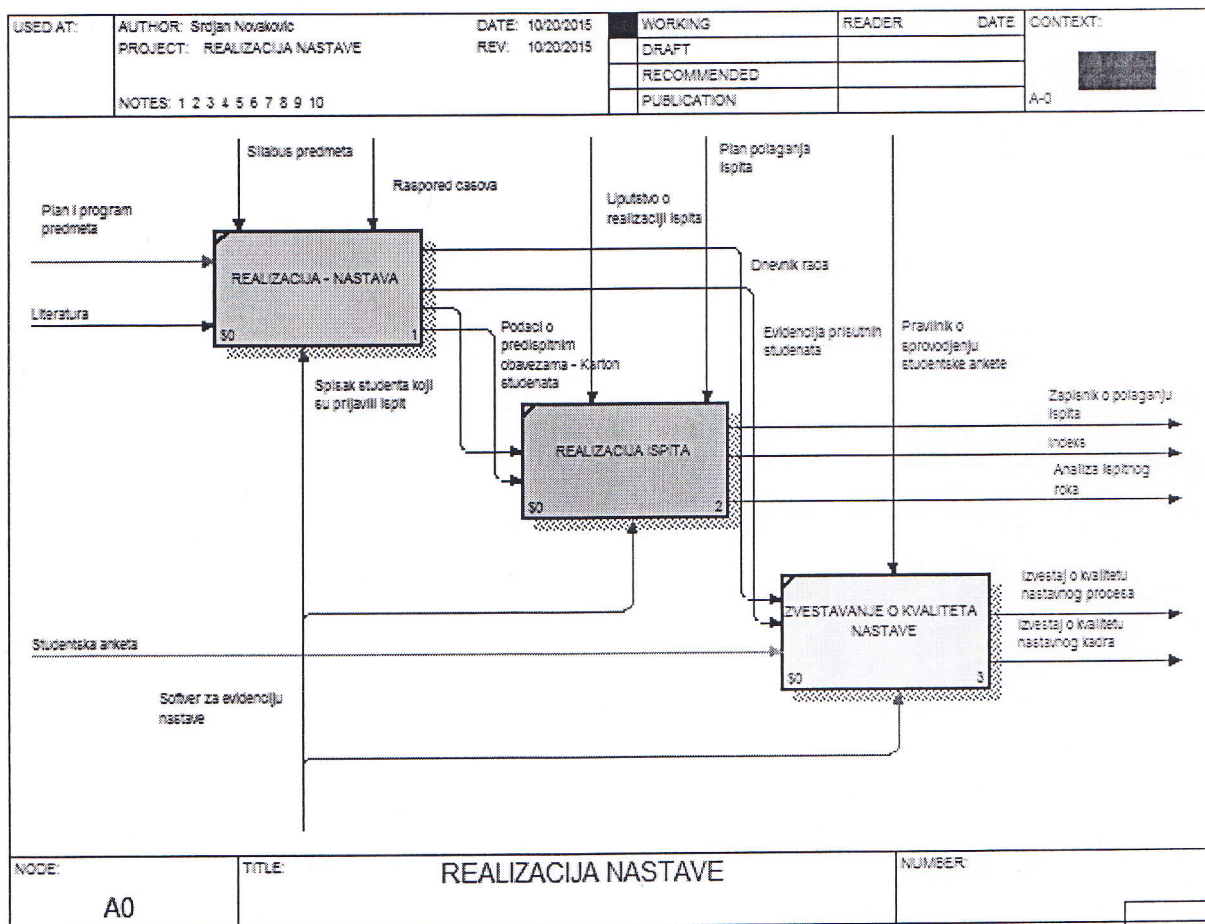 USED AT:
AUTHOR: Srdjan Novakovic
DATE: 10/20/2015
PROJECT: REALIZACIJA NASTAVE
REV: 10/20/2015
NOTES: 1 2 3 4 5 6 7 8 9 10
WORKING
DRAFT
RECOMMENDED
PUBLICATION
READER
DATE
CONTEXT:
A-0
Silabus predmeta
Raspored casova
Plan polaganja
ispita
Uputstvo o
realizaciji ispita
Plan i program
predmeta
Literatura
REALIZACIJA - NASTAVA
$0
1
Dnevnik rada
Evidencija prisutnih
studenata
Pravilnik o
sprovodjenju
studentske ankete
Podaci o
predispitnim
obavezama - Karton
studenata
Spisak studenta koji
su prijavili ispit
REALIZACIJA ISPITA
$0
2
Zapisnik o polaganju
ispita
Indeks
Analiza ispitnog
roka
ZVESTAVANJE O KVALITETA
NASTAVE
$0
3
Izvestaj o kvalitetu
nastavnog procesa
Izvestaj o kvalitetu
nastavnog kadra
Studentska anketa
Softver za evidenciju
nastave
NODE:
A0
TITLE:
REALIZACIJA NASTAVE
NUMBER: